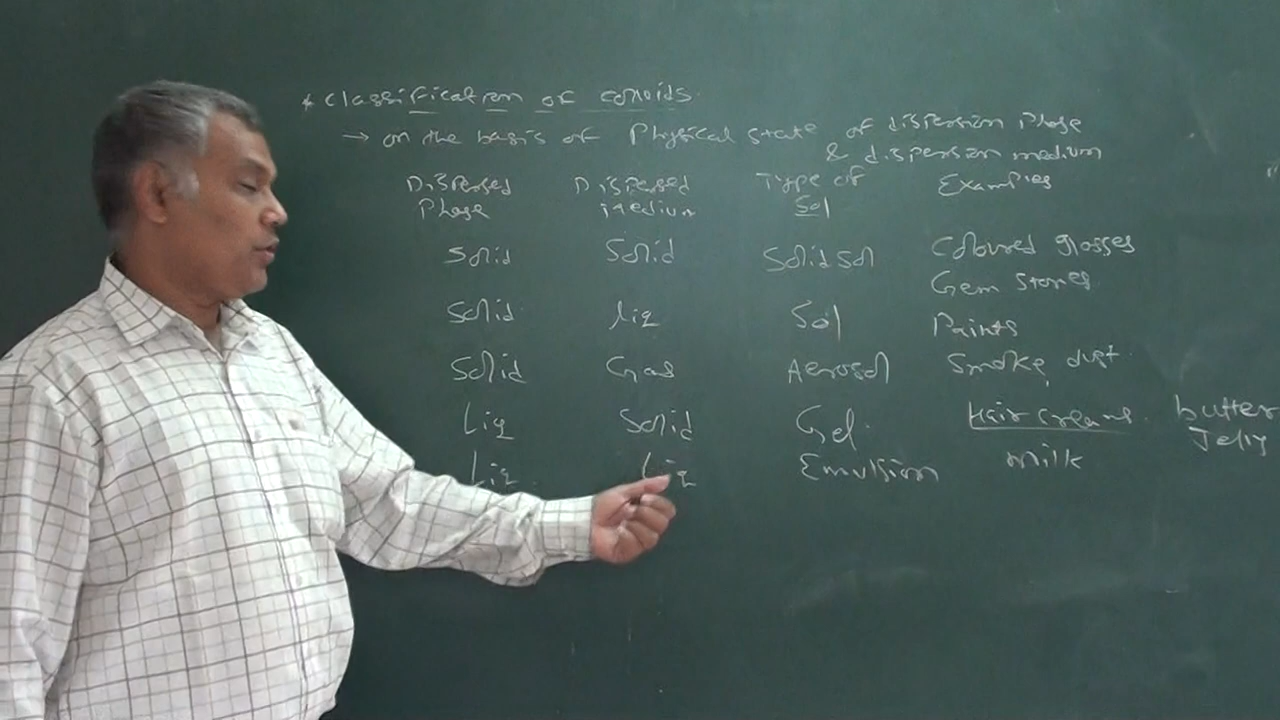 * Classification of colloids.
→ on the basis of Physical state of dispersion Phase
& dispersion medium
Dispersed Phase Dispersed Medium Type of Sol Examples
Solid Solid Solid Sol Coloured glasses
Gem stones
Solid liq Sol Paints
Solid Gas Aerosol Smoke, dust.
Liq Solid Gel. Hair creams. butter
Jelly
Liq. Liq Emulsion milk